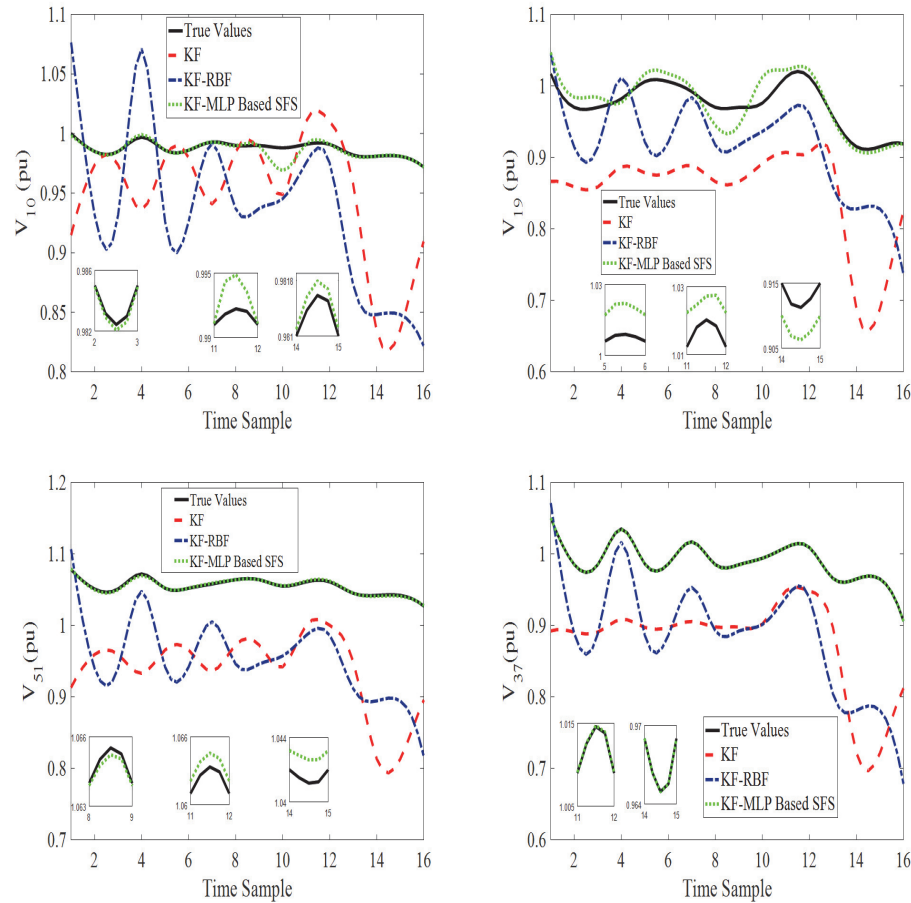 True Values
KF
KF-RBF
KF-MLP Based SFS
1.1
1.05
1
0.95
0.9
0.85
0.8
V10(pu)
0.986
0.982
2 3
0.995
0.99
11 12
0.9818
0.981
14 15
2 4 6 8 10 12 14 16
Time Sample
1.1
1
0.9
0.8
0.7
0.6
V19(pu)
True Values
KF
KF-RBF
KF-MLP Based SFS
1.03
1
5 6
1.03
1.01
11 12
0.915
0.905
14 15
2 4 6 8 10 12 14 16
Time Sample
1.2
1.1
1
0.9
0.8
0.7
V51(pu)
True Values
KF
KF-RBF
KF-MLP Based SFS
1.066
1.063
8 9
1.066
1.06
11 12
1.044
1.04
14 15
2 4 6 8 10 12 14 16
Time Sample
1.1
1
0.9
0.8
0.7
0.6
V37(pu)
1.015
1.005
11 12
0.97
0.964
14 15
True Values
KF
KF-RBF
KF-MLP Based SFS
2 4 6 8 10 12 14 16
Time Sample